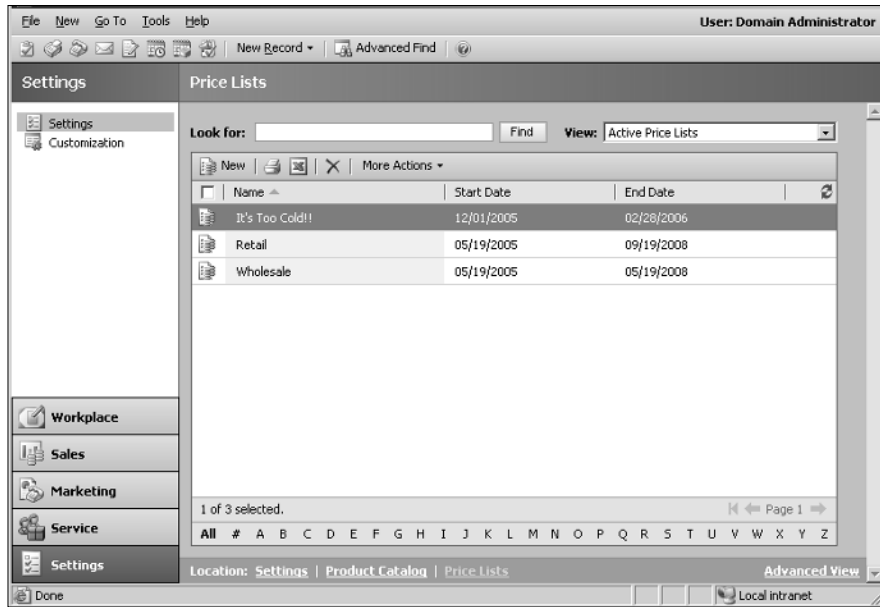 File New Go To Tools Help User: Domain Administrator
New Record Advanced Find
Settings Price Lists
Settings
Customization
Look for: Find View: Active Price Lists
New More Actions
Name Start Date End Date
It's Too Cold!! 12/01/2005 02/28/2006
Retail 05/19/2005 09/19/2008
Wholesale 05/19/2005 05/19/2008
Workplace
Sales
Marketing
Service
Settings
1 of 3 selected. Page 1
All # A B C D E F G H I J K L M N O P Q R S T U V W X Y Z
Location: Settings | Product Catalog | Price Lists Advanced View
Done Local intranet